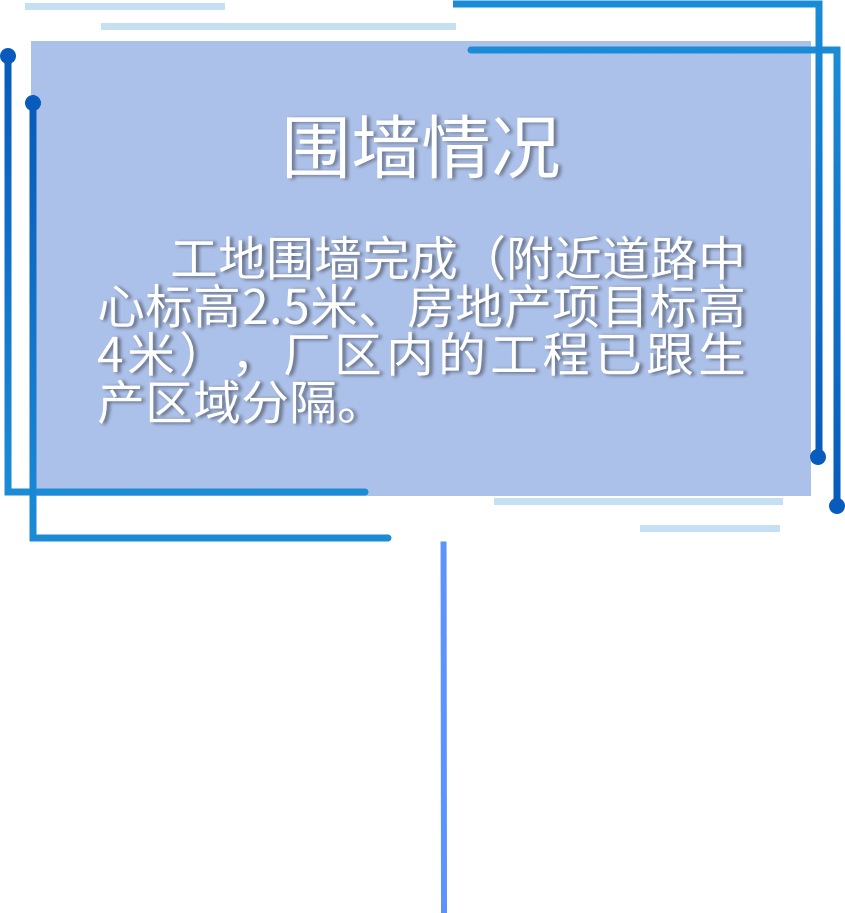 围墙情况
工地围墙完成（附近道路中
心标高2.5米、房地产项目标高
4米），厂区内的工程已跟生
产区域分隔。